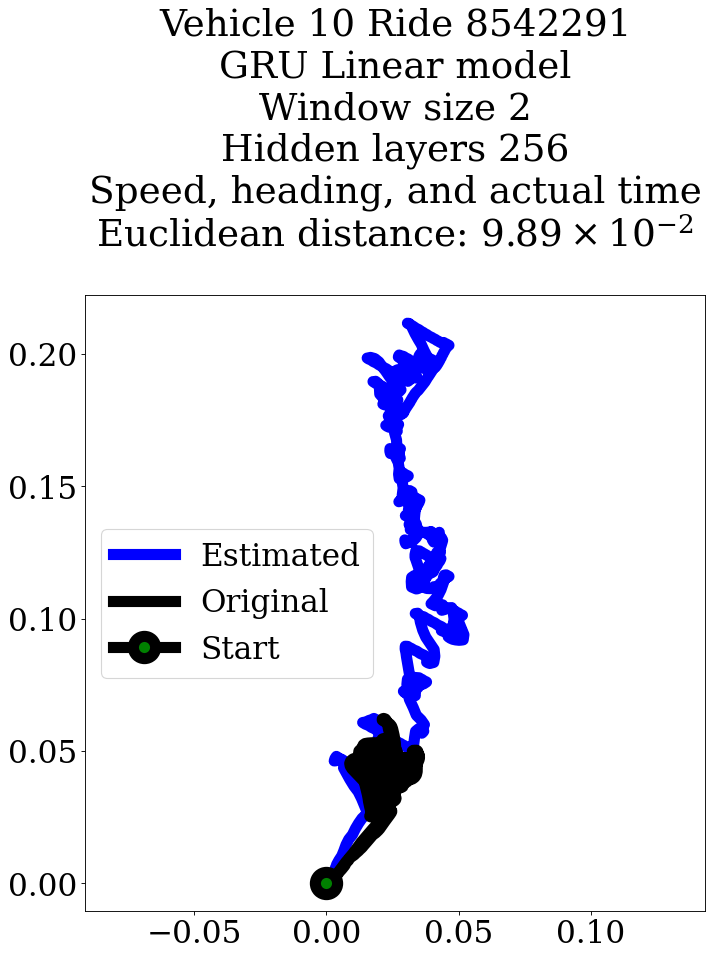 Vehicle 10 Ride 8542291
GRU Linear model
Window size 2
Hidden layers 256
Speed, heading, and actual time
Euclidean distance: 9.89 × 10⁻²
0.20
0.15
Estimated
Original
Start
0.10
0.05
0.00
−0.05 0.00 0.05 0.10